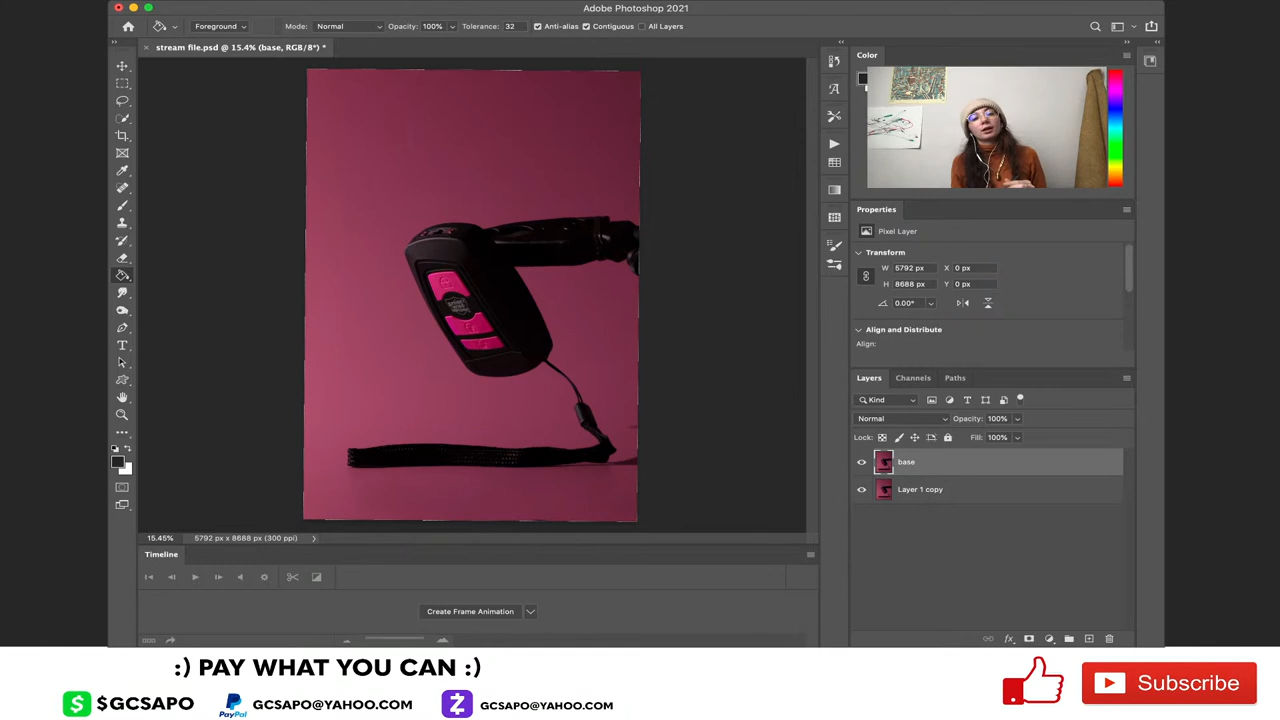 Adobe Photoshop 2021
Foreground Mode: Normal Opacity: 100% Tolerance: 32 Anti-alias Contiguous All Layers
stream file.psd @ 15.4% (base, RGB/8*) *
Color
Properties
Pixel Layer
Transform
W 5792 px X 0 px
H 8688 px Y 0 px
0.00°
Align and Distribute
Align:
Layers Channels Paths
Kind
Normal Opacity: 100%
Lock: Fill: 100%
base
Layer 1 copy
15.45% 5792 px x 8688 px (300 ppi)
Timeline
Create Frame Animation
fx
:) PAY WHAT YOU CAN :)
$GCSAPO
PayPal GCSAPO@YAHOO.COM
GCSAPO@YAHOO.COM
Subscribe